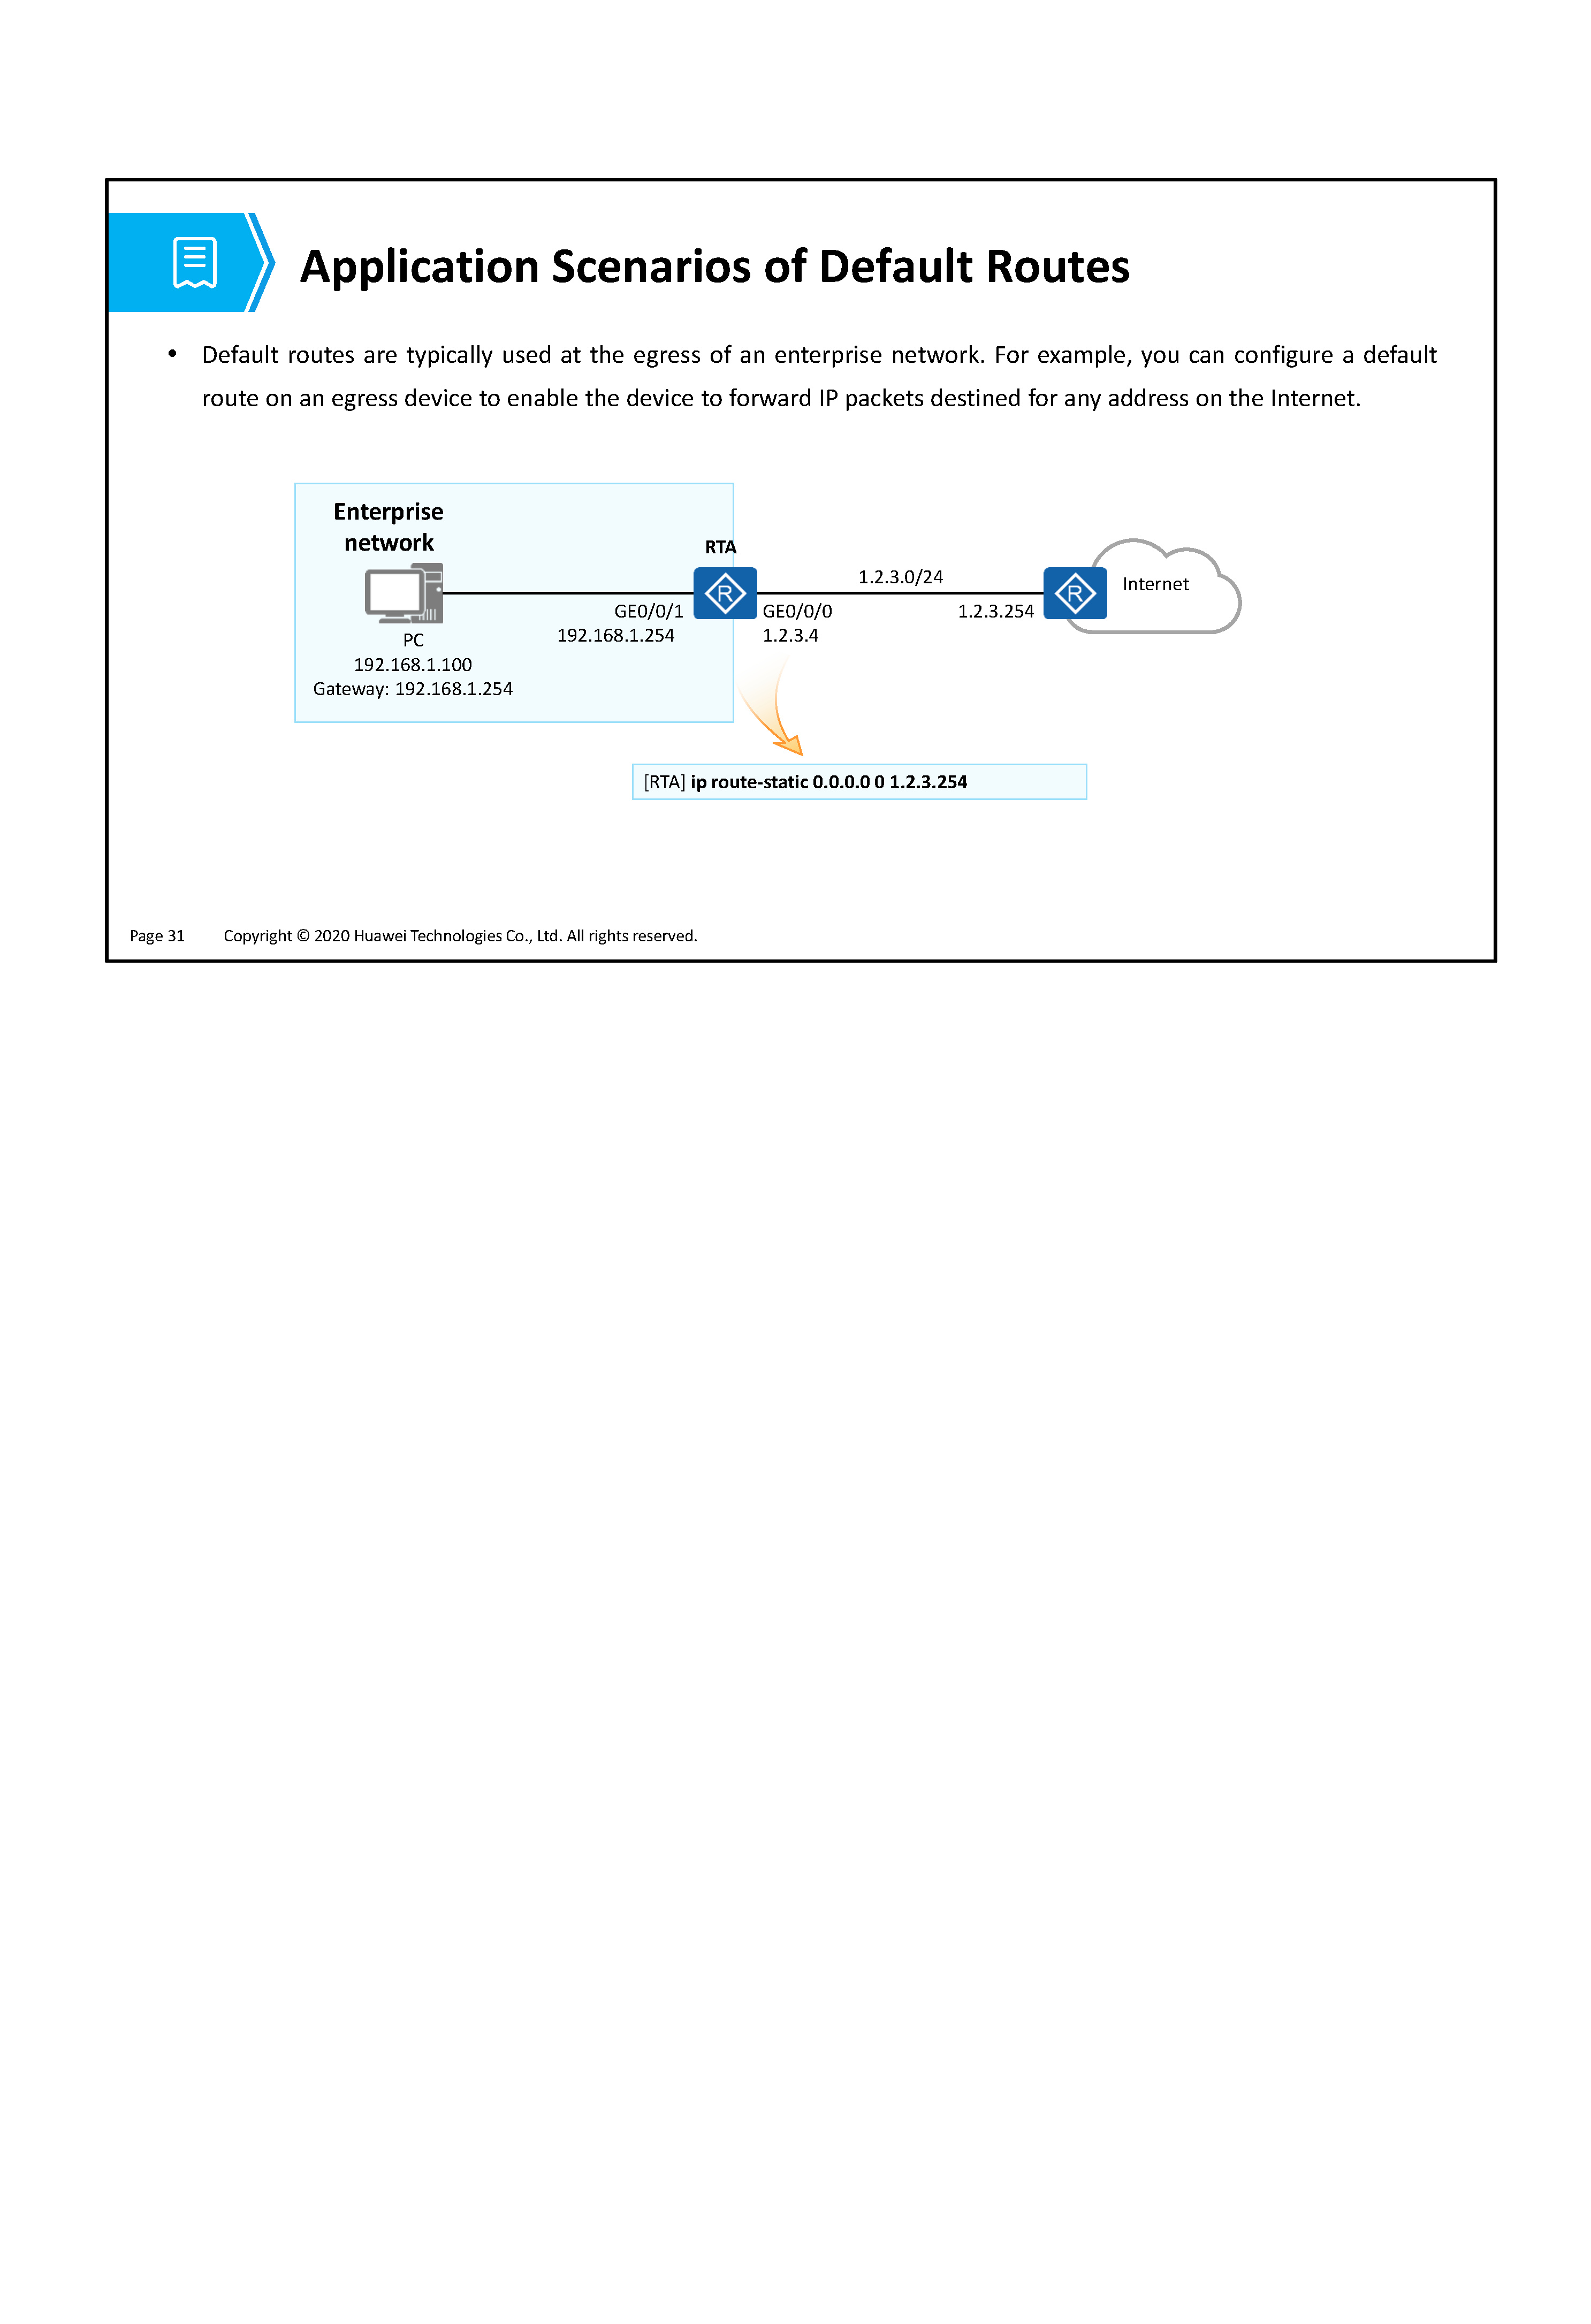 Application Scenarios of Default Routes
• Default routes are typically used at the egress of an enterprise network. For example, you can configure a default
route on an egress device to enable the device to forward IP packets destined for any address on the Internet.
Enterprise
network
RTA
1.2.3.0/24
Internet
R
R
GE0/0/1
GE0/0/0
1.2.3.254
192.168.1.254
1.2.3.4
PC
192.168.1.100
Gateway: 192.168.1.254
[RTA] ip route-static 0.0.0.0 0 1.2.3.254
Page 31 Copyright © 2020 Huawei Technologies Co., Ltd. All rights reserved.